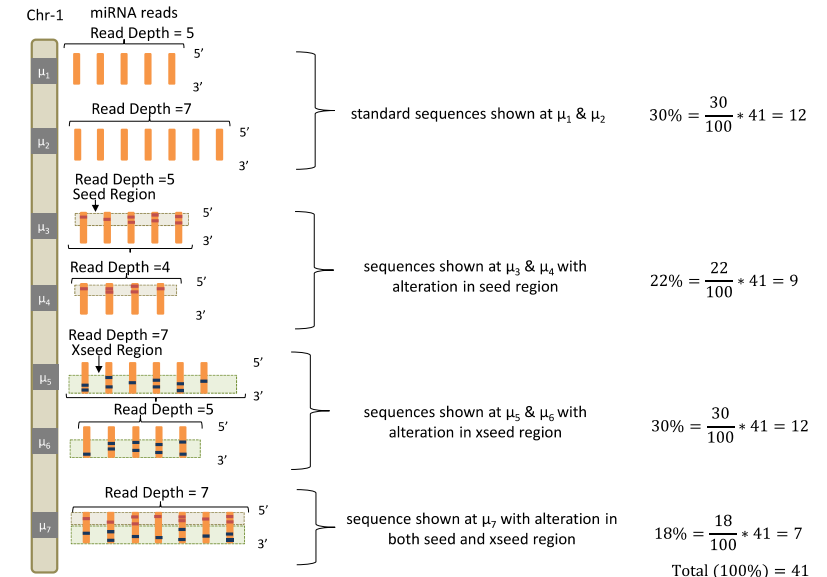 Chr-1
miRNA reads
Read Depth = 5
5’
3’
μ1
Read Depth =7
5’
3’
μ2
standard sequences shown at μ1 & μ2
30% = 30/100 ∗ 41 = 12
Read Depth =5
Seed Region
5’
3’
μ3
Read Depth =4
5’
3’
μ4
sequences shown at μ3 & μ4 with
alteration in seed region
22% = 22/100 ∗ 41 = 9
Read Depth =7
Xseed Region
5’
3’
μ5
Read Depth =5
5’
3’
μ6
sequences shown at μ5 & μ6 with
alteration in xseed region
30% = 30/100 ∗ 41 = 12
Read Depth = 7
5’
3’
μ7
sequence shown at μ7 with alteration in
both seed and xseed region
18% = 18/100 ∗ 41 = 7
Total (100%) = 41